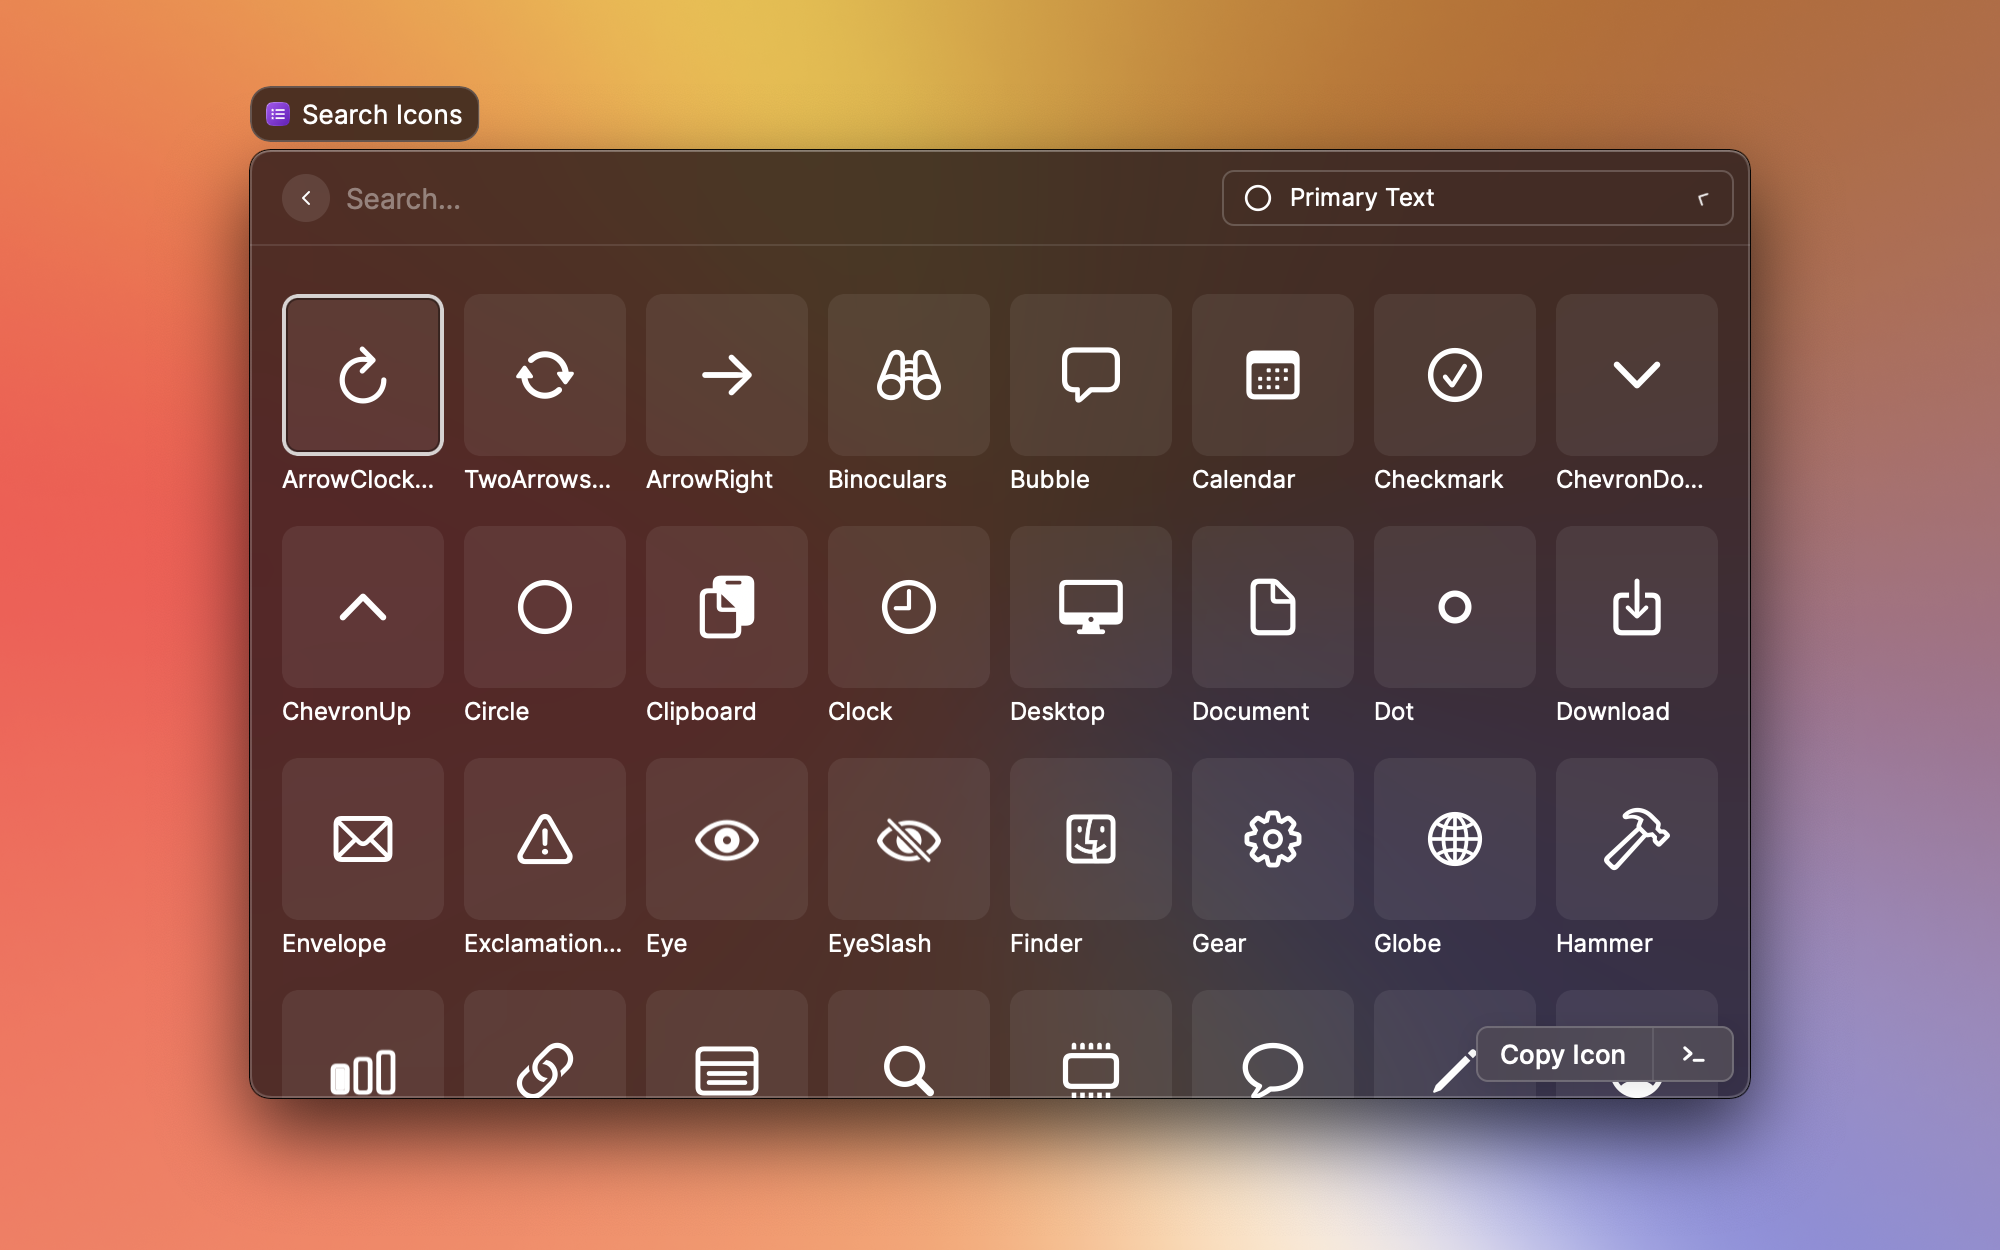 Search Icons
Search...
Primary Text
ArrowClock...
TwoArrows...
ArrowRight
Binoculars
Bubble
Calendar
Checkmark
ChevronDo...
ChevronUp
Circle
Clipboard
Clock
Desktop
Document
Dot
Download
Envelope
Exclamation...
Eye
EyeSlash
Finder
Gear
Globe
Hammer
Copy Icon